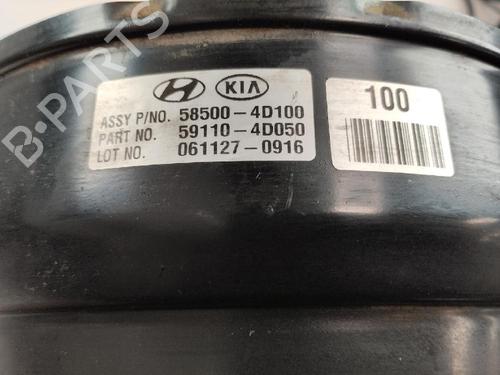 KIA
ASSY P/NO. 58500-4D100
PART NO. 59110-4D050
LOT NO. 061127-0916
100
B-PARTS